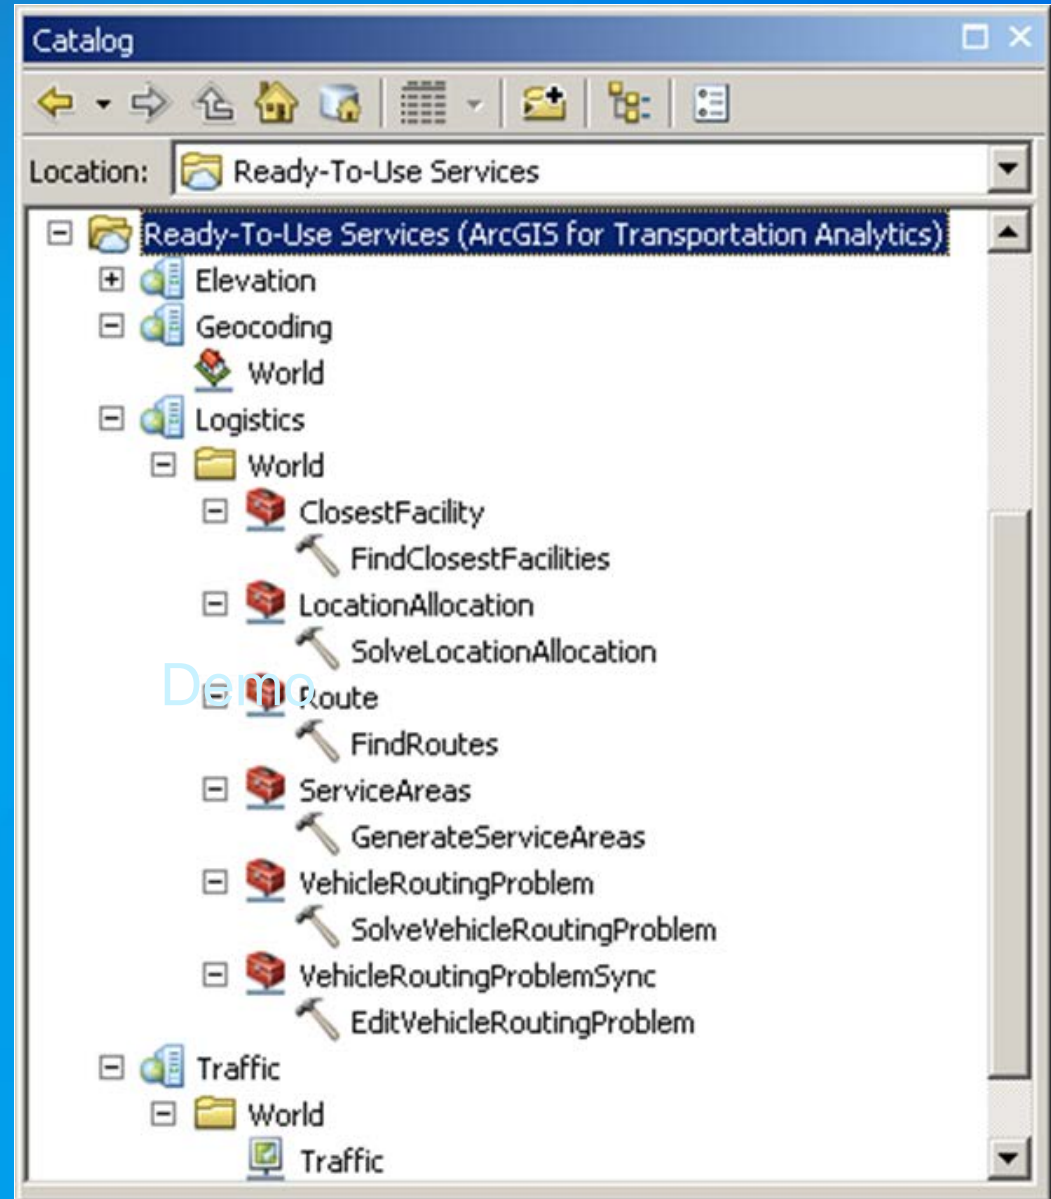 Catalog
Location: Ready-To-Use Services
Ready-To-Use Services (ArcGIS for Transportation Analytics)
Elevation
Geocoding
World
Logistics
World
ClosestFacility
FindClosestFacilities
LocationAllocation
SolveLocationAllocation
Demo
Route
FindRoutes
ServiceAreas
GenerateServiceAreas
VehicleRoutingProblem
SolveVehicleRoutingProblem
VehicleRoutingProblemSync
EditVehicleRoutingProblem
Traffic
World
Traffic